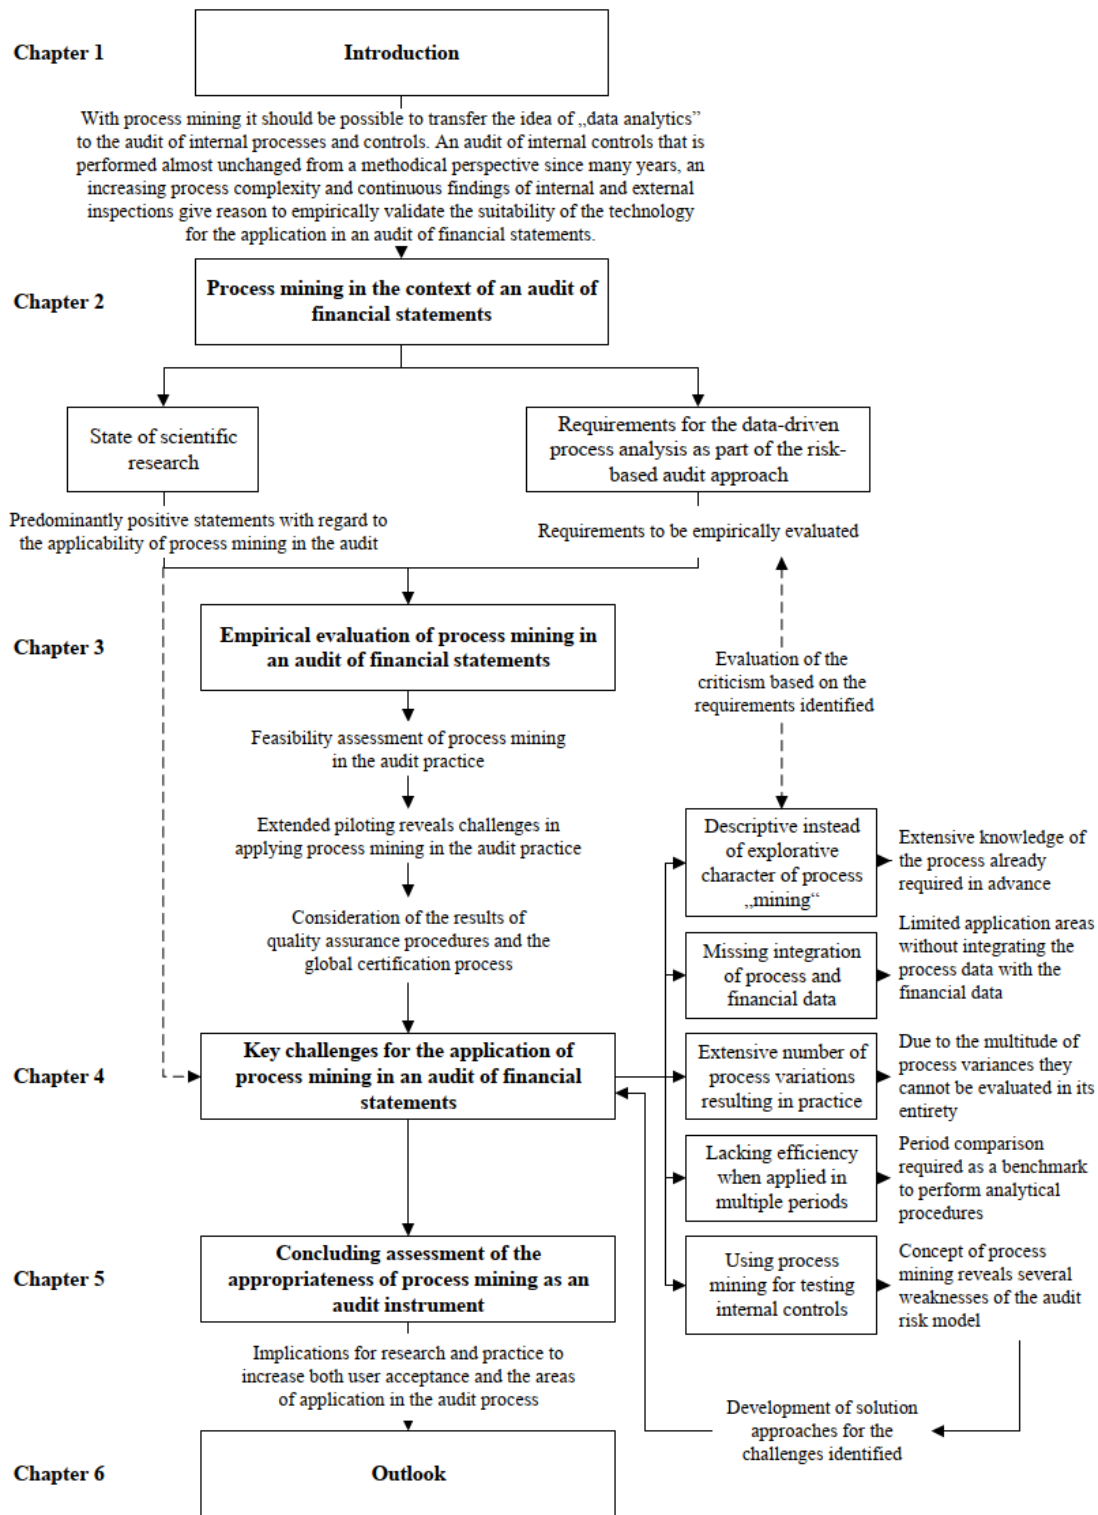 Chapter 1
Introduction
With process mining it should be possible to transfer the idea of „data analytics”
to the audit of internal processes and controls. An audit of internal controls that is
performed almost unchanged from a methodical perspective since many years, an
increasing process complexity and continuous findings of internal and external
inspections give reason to empirically validate the suitability of the technology
for the application in an audit of financial statements.
Chapter 2
Process mining in the context of an audit of
financial statements
State of scientific
research
Requirements for the data-driven
process analysis as part of the risk-
based audit approach
Predominantly positive statements with regard to
the applicability of process mining in the audit
Requirements to be empirically evaluated
Chapter 3
Empirical evaluation of process mining in
an audit of financial statements
Evaluation of the
criticism based on the
requirements identified
Feasibility assessment of process mining
in the audit practice
Extended piloting reveals challenges in
applying process mining in the audit practice
Consideration of the results of
quality assurance procedures and the
global certification process
Chapter 4
Key challenges for the application of
process mining in an audit of financial
statements
Descriptive instead
of explorative
character of process
„mining“
Extensive knowledge of
the process already
required in advance
Missing integration
of process and
financial data
Limited application areas
without integrating the
process data with the
financial data
Extensive number of
process variations
resulting in practice
Due to the multitude of
process variances they
cannot be evaluated in its
entirety
Lacking efficiency
when applied in
multiple periods
Period comparison
required as a benchmark
to perform analytical
procedures
Using process
mining for testing
internal controls
Concept of process
mining reveals several
weaknesses of the audit
risk model
Development of solution
approaches for the
challenges identified
Chapter 5
Concluding assessment of the
appropriateness of process mining as an
audit instrument
Implications for research and practice to
increase both user acceptance and the areas
of application in the audit process
Chapter 6
Outlook